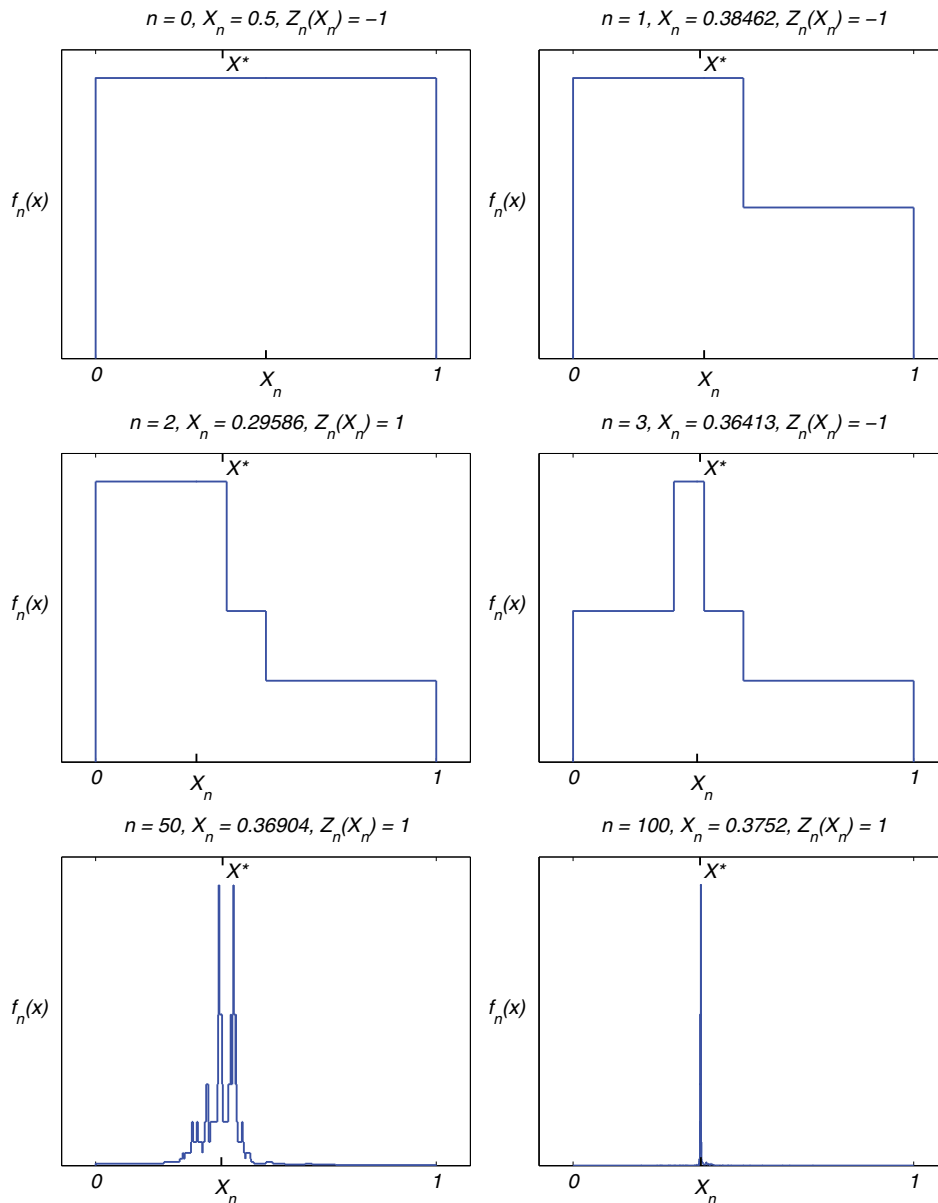 n = 0, X_n = 0.5, Z_n(X_n) = −1
X*
f_n(x)
0
X_n
1
n = 1, X_n = 0.38462, Z_n(X_n) = −1
X*
f_n(x)
0
X_n
1
n = 2, X_n = 0.29586, Z_n(X_n) = 1
X*
f_n(x)
0
X_n
1
n = 3, X_n = 0.36413, Z_n(X_n) = −1
X*
f_n(x)
0
X_n
1
n = 50, X_n = 0.36904, Z_n(X_n) = 1
X*
f_n(x)
0
X_n
1
n = 100, X_n = 0.3752, Z_n(X_n) = 1
X*
f_n(x)
0
X_n
1